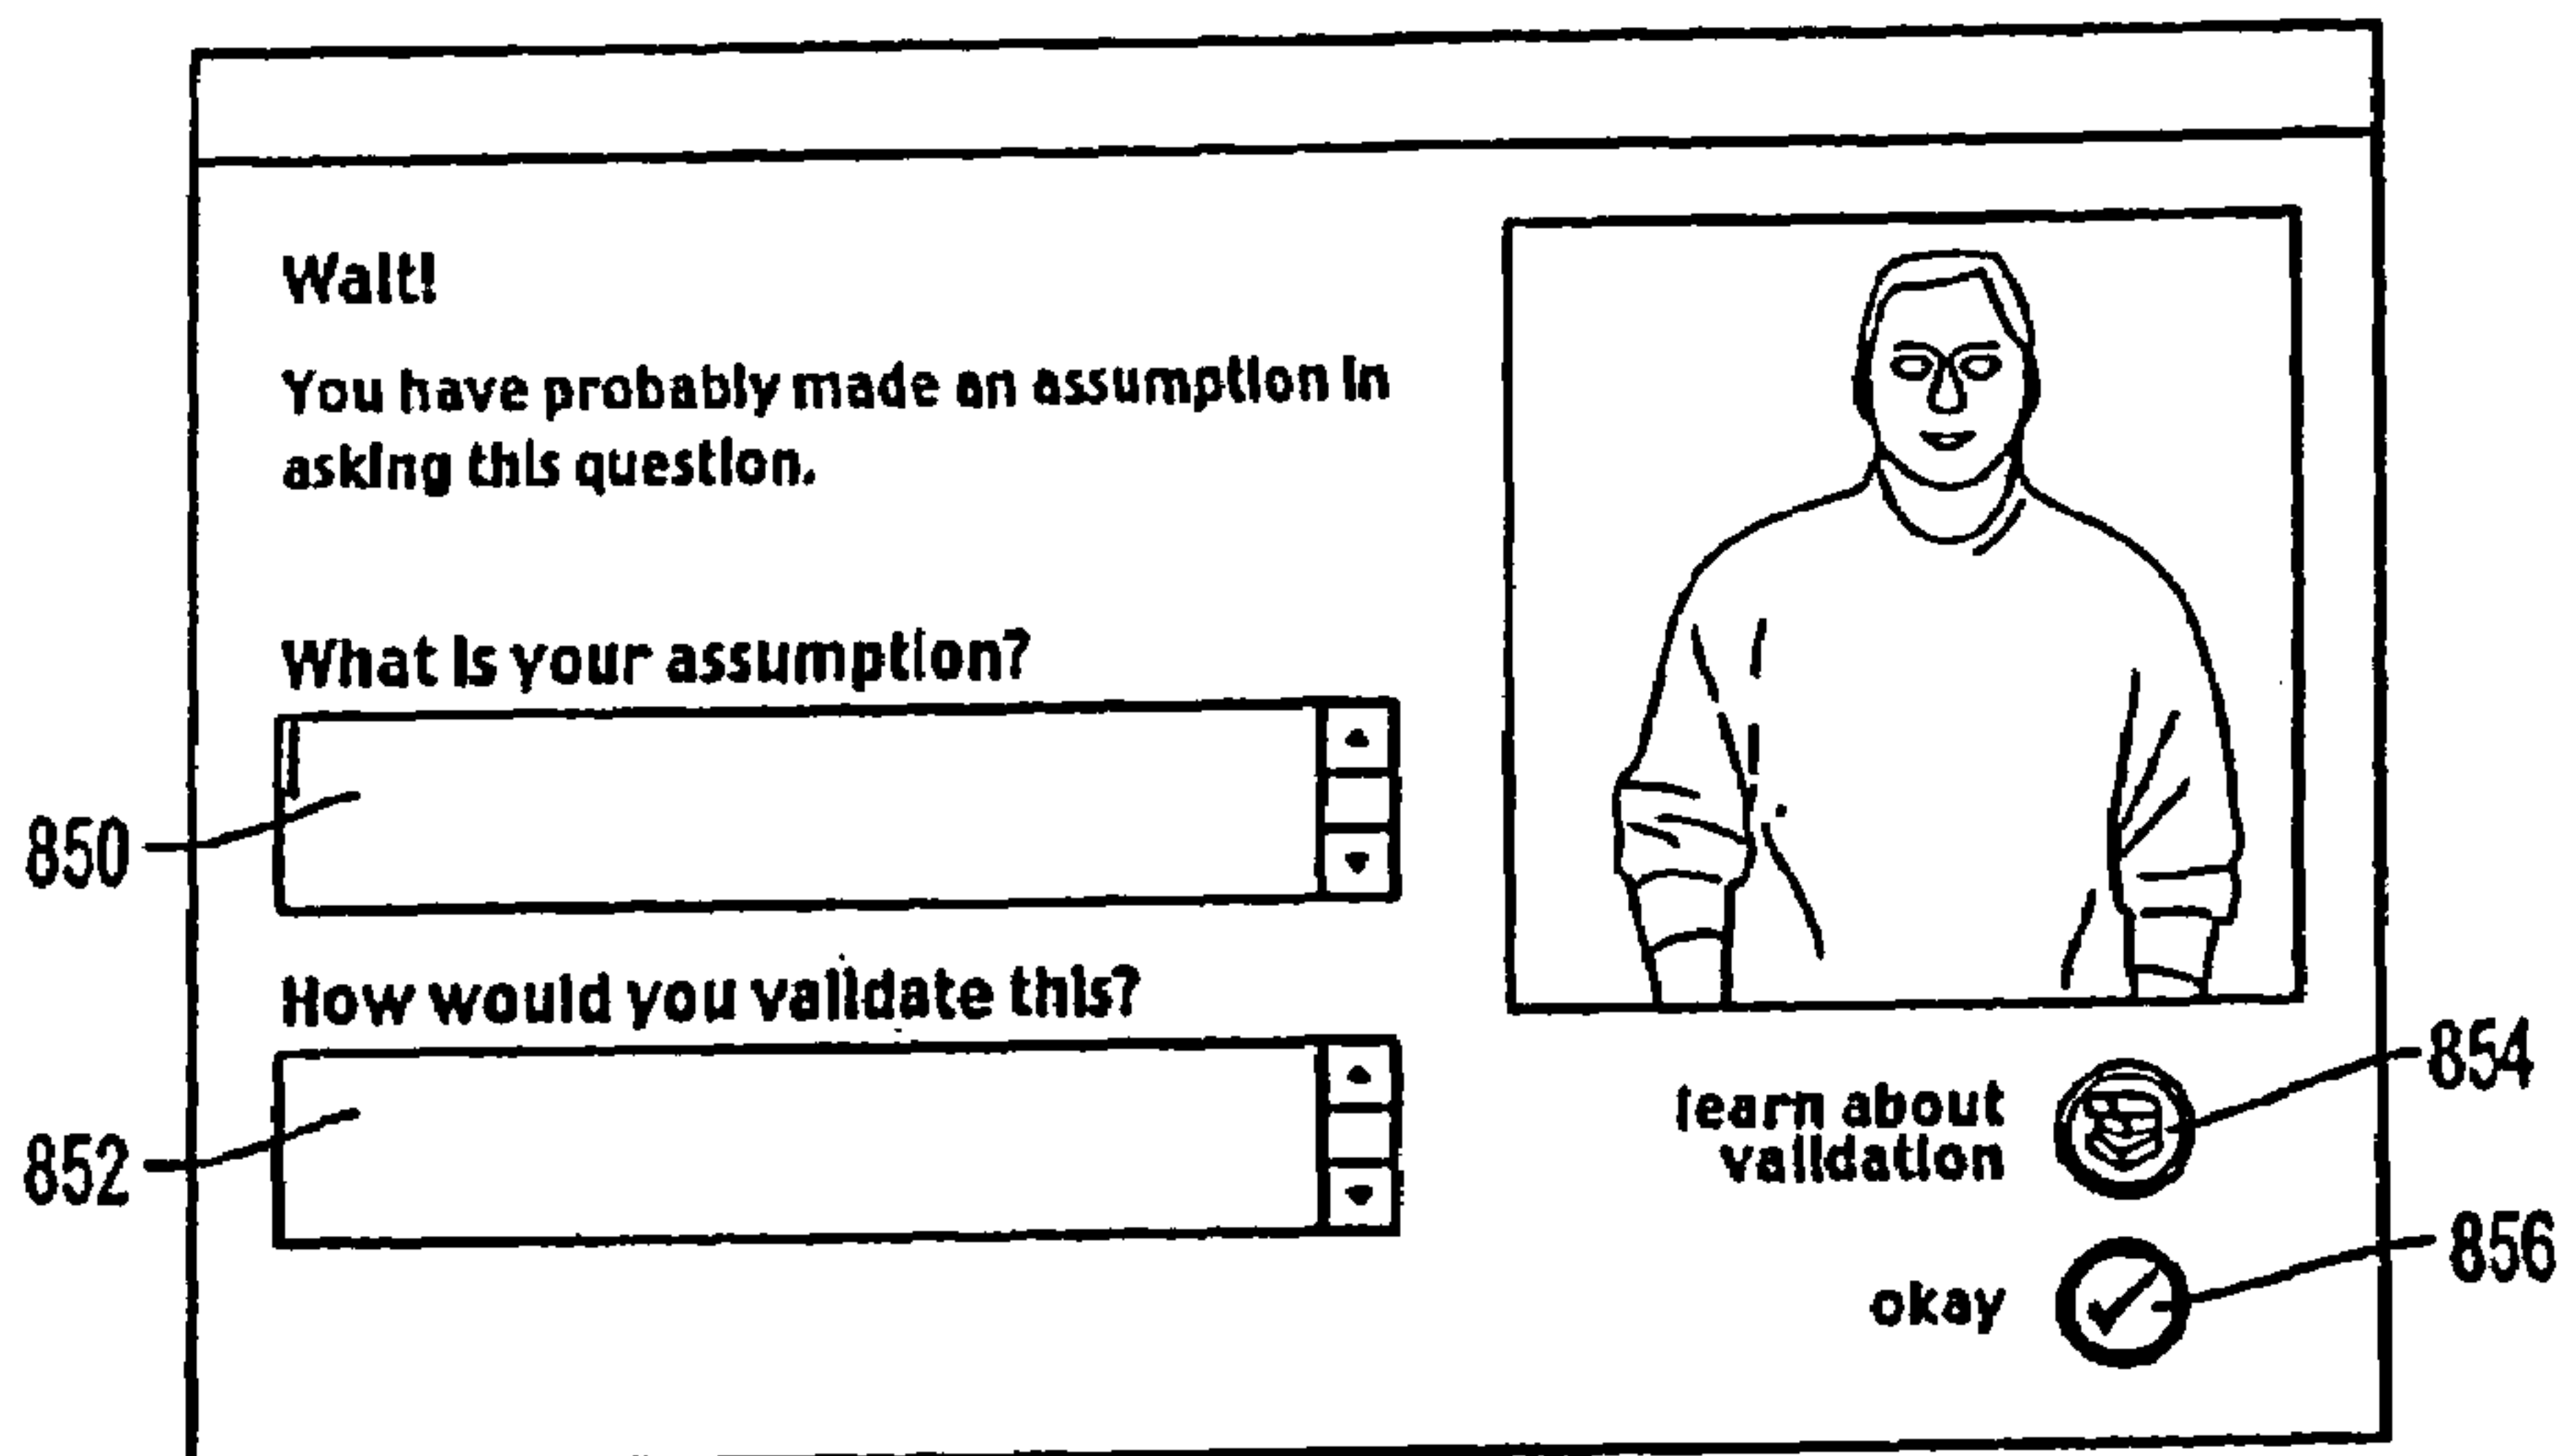 Wait!
You have probably made an assumption in
asking this question.
What is your assumption?
850
How would you validate this?
852
learn about
validation
854
okay
856